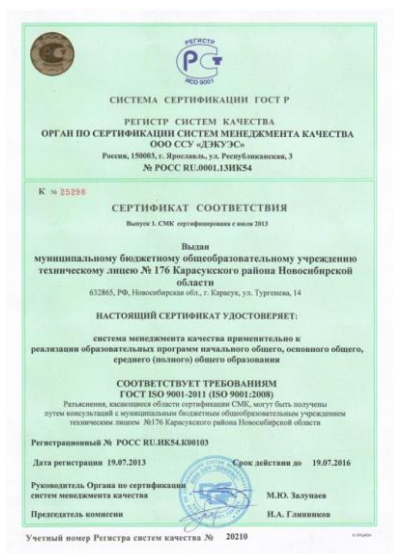 РЕГИСТР
РСТ
ИСО 9001
СИСТЕМА СЕРТИФИКАЦИИ ГОСТ Р
РЕГИСТР СИСТЕМ КАЧЕСТВА
ОРГАН ПО СЕРТИФИКАЦИИ СИСТЕМ МЕНЕДЖМЕНТА КАЧЕСТВА
ООО ССУ «ДЭКУЭС»
Россия, 150003, г. Ярославль, ул. Республиканская, 3
№ РОСС RU.0001.13ИК54
К № 25298
СЕРТИФИКАТ СООТВЕТСТВИЯ
Выпуск 1. СМК сертифицирована с июля 2013
Выдан
муниципальному бюджетному общеобразовательному учреждению
техническому лицею № 176 Карасукского района Новосибирской
области
632865, РФ, Новосибирская обл., г. Карасук, ул. Тургенева, 14
НАСТОЯЩИЙ СЕРТИФИКАТ УДОСТОВЕРЯЕТ:
система менеджмента качества применительно к
реализации образовательных программ начального общего, основного общего,
среднего (полного) общего образования
СООТВЕТСТВУЕТ ТРЕБОВАНИЯМ
ГОСТ ISO 9001-2011 (ISO 9001:2008)
Разъяснения, касающиеся области сертификации СМК, могут быть получены
путем консультаций с муниципальным бюджетным общеобразовательным учреждением
техническим лицеем №176 Карасукского района Новосибирской области
Регистрационный № РОСС RU.ИК54.К00103
Дата регистрации 19.07.2013 Срок действия до 19.07.2016
Руководитель Органа по сертификации
систем менеджмента качества М.Ю. Залунаев
Председатель комиссии И.А. Глинников
Учетный номер Регистра систем качества № 20210